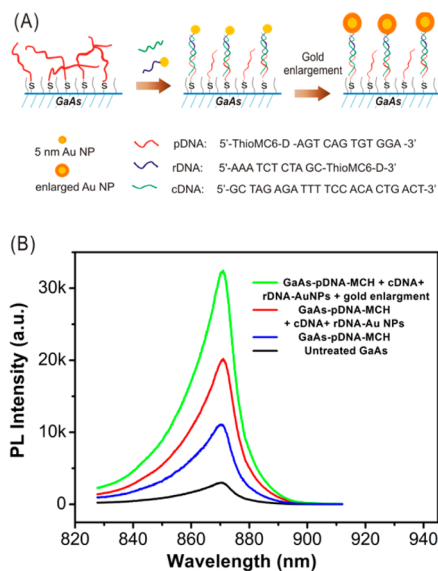 (A)
Gold
enlargement
S S S S S
GaAs
S S S S S
GaAs
S S S S S
GaAs
5 nm Au NP
enlarged Au NP
pDNA: 5'-ThioMC6-D -AGT CAG TGT GGA -3'
rDNA: 5'-AAA TCT CTA GC-ThioMC6-D-3'
cDNA: 5'-GC TAG AGA TTT TCC ACA CTG ACT-3'
(B)
PL Intensity (a.u.)
30k
20k
10k
0
GaAs-pDNA-MCH + cDNA+
rDNA-AuNPs + gold enlargment
GaAs-pDNA-MCH
+ cDNA+ rDNA-Au NPs
GaAs-pDNA-MCH
Untreated GaAs
820 840 860 880 900 920 940
Wavelength (nm)